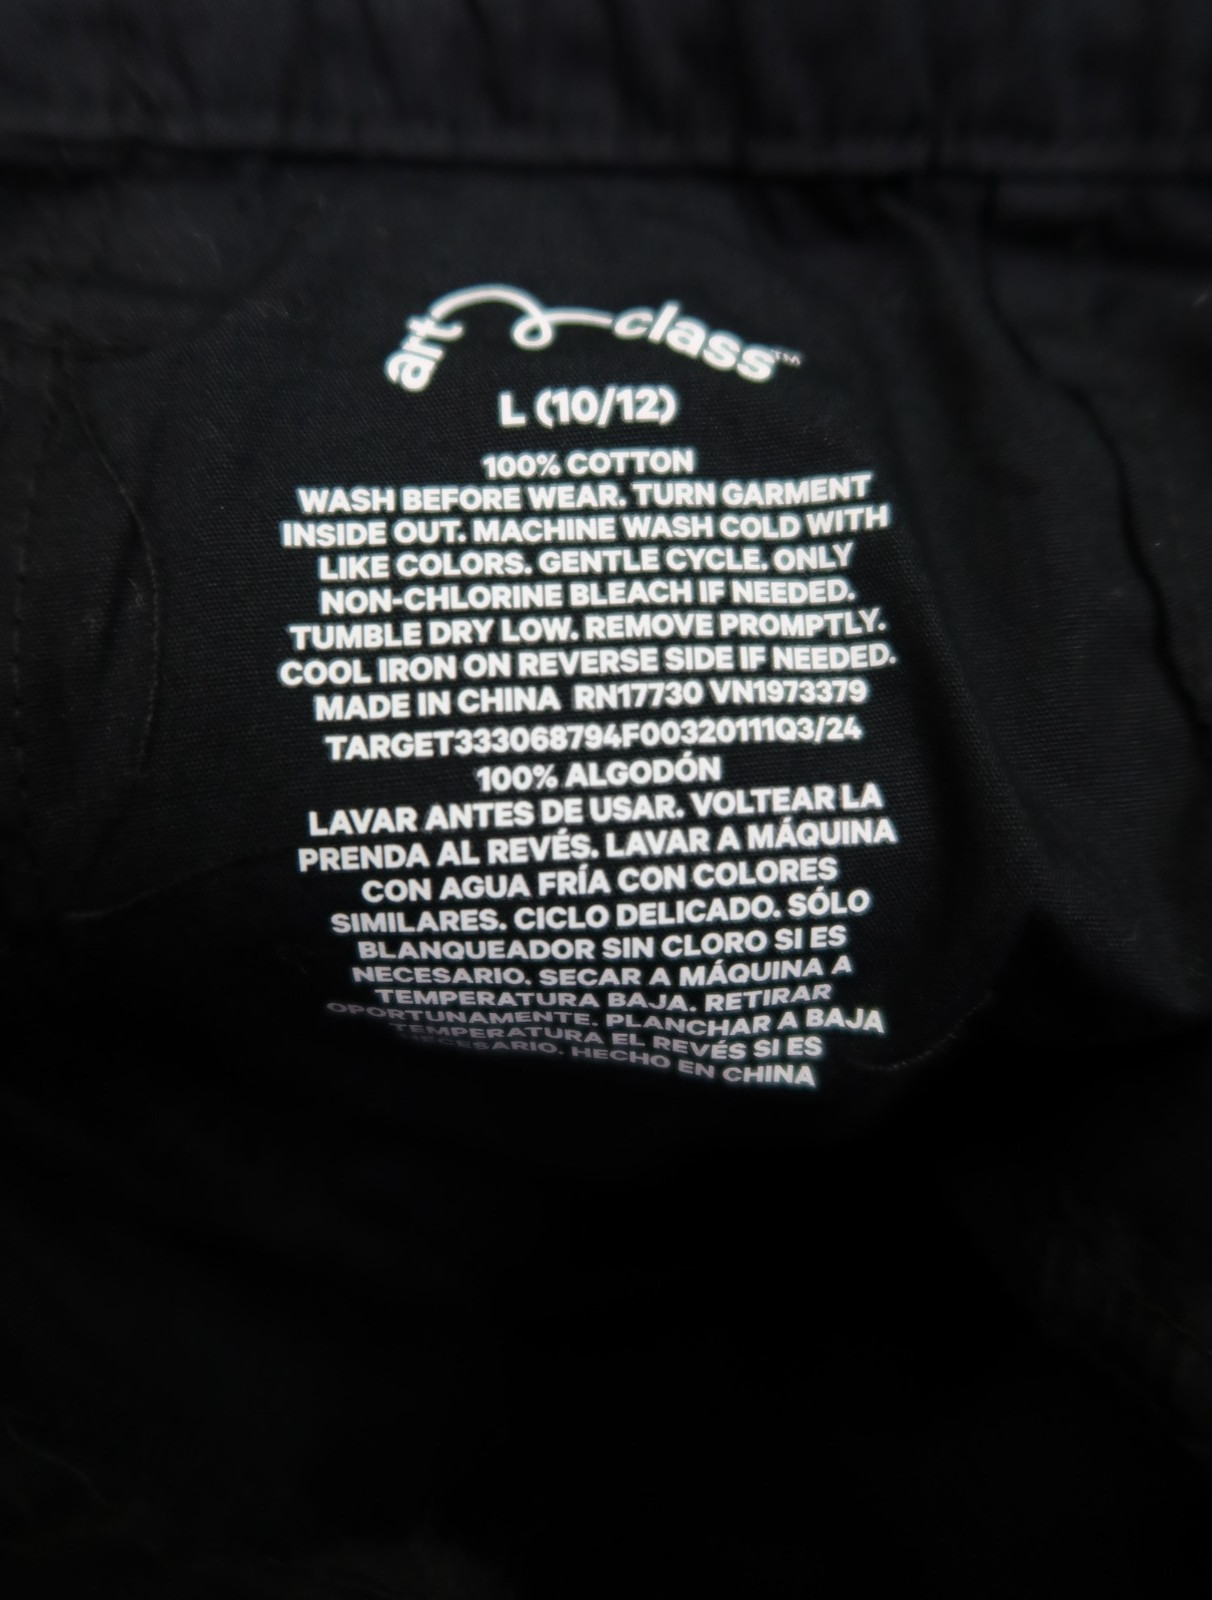 art class™
L (10/12)
100% COTTON
WASH BEFORE WEAR. TURN GARMENT
INSIDE OUT. MACHINE WASH COLD WITH
LIKE COLORS. GENTLE CYCLE. ONLY
NON-CHLORINE BLEACH IF NEEDED.
TUMBLE DRY LOW. REMOVE PROMPTLY.
COOL IRON ON REVERSE SIDE IF NEEDED.
MADE IN CHINA RN17730 VN1973379
TARGET333068794F00320111Q3/24
100% ALGODÓN
LAVAR ANTES DE USAR. VOLTEAR LA
PRENDA AL REVÉS. LAVAR A MÁQUINA
CON AGUA FRÍA CON COLORES
SIMILARES. CICLO DELICADO. SÓLO
BLANQUEADOR SIN CLORO SI ES
NECESARIO. SECAR A MÁQUINA A
TEMPERATURA BAJA. RETIRAR
OPORTUNAMENTE. PLANCHAR A BAJA
TEMPERATURA EL REVÉS SI ES
NECESARIO. HECHO EN CHINA